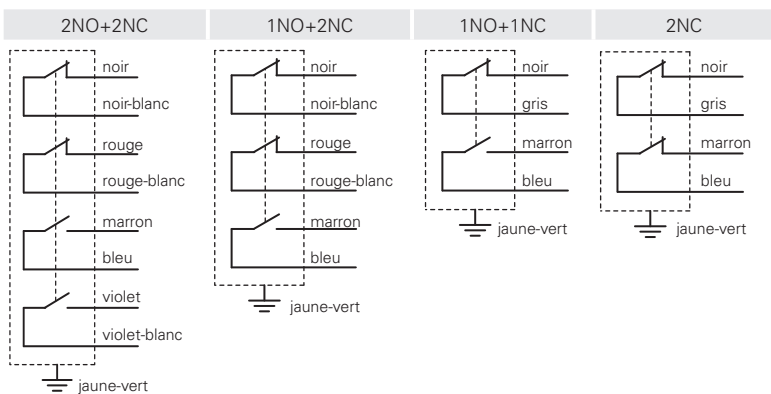 2NO+2NC
noir
noir-blanc
rouge
rouge-blanc
marron
bleu
violet
violet-blanc
jaune-vert
1NO+2NC
noir
noir-blanc
rouge
rouge-blanc
marron
bleu
jaune-vert
1NO+1NC
noir
gris
marron
bleu
jaune-vert
2NC
noir
gris
marron
bleu
jaune-vert